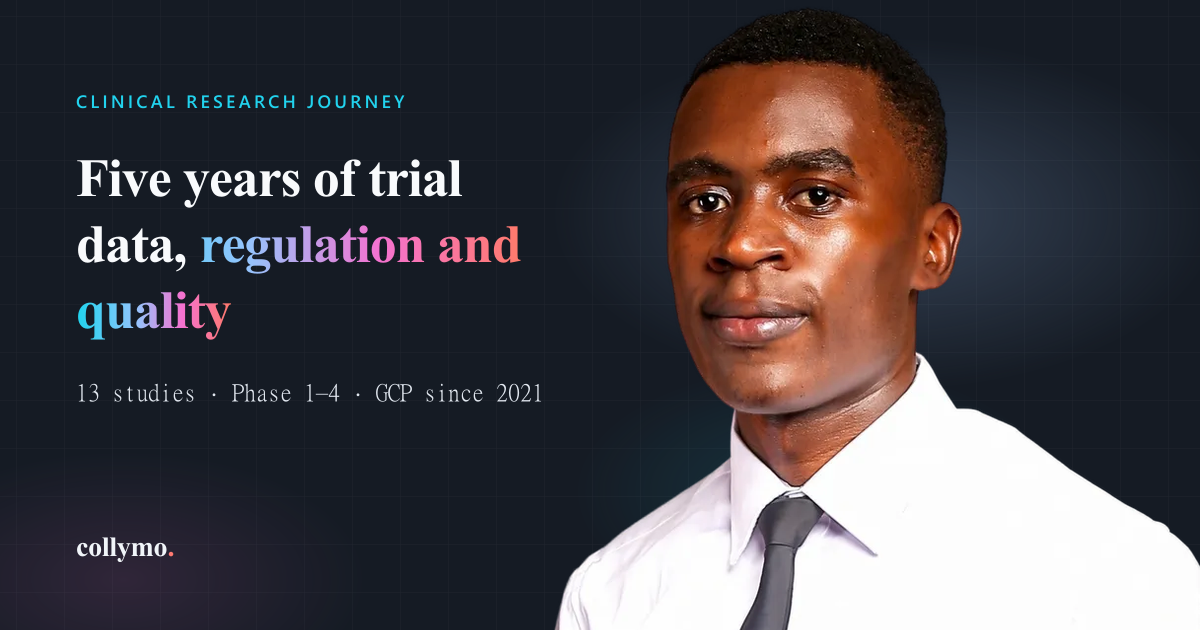 CLINICAL RESEARCH JOURNEY
Five years of trial
data, regulation and
quality
13 studies · Phase 1–4 · GCP since 2021
collymo.